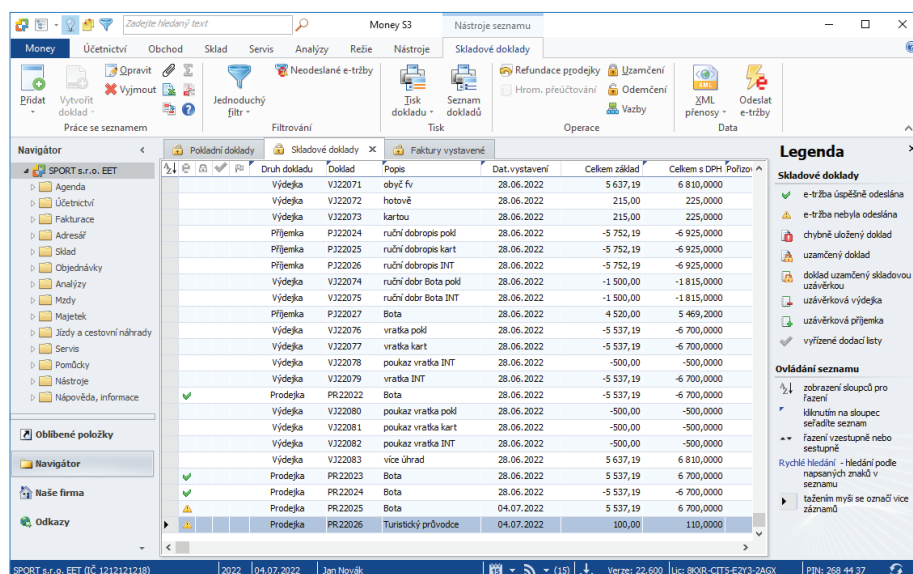 Zadejte hledaný text
Money S3
Nástroje seznamu
Money Účetnictví Obchod Sklad Servis Analýzy Režie Nástroje Skladové doklady
Přidat
Vytvořit doklad
Opravit
Vyjmout
Práce se seznamem
Jednoduchý filtr
Neodeslané e-tržby
Filtrování
Tisk dokladu
Seznam dokladů
Tisk
Refundace prodejky
Hrom. přeúčtování
Uzamčení
Odemčení
Vazby
Operace
XML přenosy
Odeslat e-tržby
Data
Navigátor
SPORT s.r.o. EET
Agenda
Účetnictví
Fakturace
Adresář
Sklad
Objednávky
Analýzy
Mzdy
Majetek
Jízdy a cestovní náhrady
Servis
Pomůcky
Nástroje
Nápověda, informace
Oblíbené položky
Navigátor
Naše firma
Odkazy
Pokladní doklady Skladové doklady X Faktury vystavené
Druh dokladu Doklad Popis Dat.vystavení Celkem základ Celkem s DPH Pořizov
Výdejka VJ22071 obyč fv 28.06.2022 5 637,19 6 810,0000
Výdejka VJ22072 hotově 28.06.2022 215,00 225,0000
Výdejka VJ22073 kartou 28.06.2022 215,00 225,0000
Příjemka PJ22024 ruční dobropis pokl 28.06.2022 -5 752,19 -6 925,0000
Příjemka PJ22025 ruční dobropis kart 28.06.2022 -5 752,19 -6 925,0000
Příjemka PJ22026 ruční dobropis INT 28.06.2022 -5 752,19 -6 925,0000
Výdejka VJ22074 ruční dobr Bota pokl 28.06.2022 -1 500,00 -1 815,0000
Výdejka VJ22075 ruční dobr Bota INT 28.06.2022 -1 500,00 -1 815,0000
Příjemka PJ22027 Bota 28.06.2022 4 520,00 5 469,2000
Výdejka VJ22076 vratka pokl 28.06.2022 -5 537,19 -6 700,0000
Výdejka VJ22077 vratka kart 28.06.2022 -5 537,19 -6 700,0000
Výdejka VJ22078 poukaz vratka INT 28.06.2022 -500,00 -500,0000
Výdejka VJ22079 vratka INT 28.06.2022 -5 537,19 -6 700,0000
Prodejka PR22022 Bota 28.06.2022 -5 537,19 -6 700,0000
Výdejka VJ22080 poukaz vratka pokl 28.06.2022 -500,00 -500,0000
Výdejka VJ22081 poukaz vratka kart 28.06.2022 -500,00 -500,0000
Výdejka VJ22082 poukaz vratka INT 28.06.2022 -500,00 -500,0000
Výdejka VJ22083 více úhrad 28.06.2022 5 637,19 6 810,0000
Prodejka PR22023 Bota 28.06.2022 5 537,19 6 700,0000
Prodejka PR22024 Bota 28.06.2022 -5 537,19 -6 700,0000
Prodejka PR22025 Bota 04.07.2022 5 537,19 6 700,0000
Prodejka PR22026 Turistický průvodce 04.07.2022 100,00 110,0000
Legenda
Skladové doklady
e-tržba úspěšně odeslána
e-tržba nebyla odeslána
chybně uložený doklad
uzamčený doklad
doklad uzamčený skladovou
uzávěrkou
uzávěrková výdejka
uzávěrková příjemka
vyřízené dodací listy
Ovládání seznamu
zobrazení sloupců pro
řazení
kliknutím na sloupec
seřadíte seznam
řazení vzestupně nebo
sestupně
Rychlé hledání - hledání podle
napsaných znaků v
seznamu
tažením myši se označí více
záznamů
SPORT s.r.o. EET (IČ 1212121218) 2022 04.07.2022 Jan Novák (15) Verze: 22.600 Lic: 8KXR-CIT5-E2Y3-2AGX PIN: 268 44 37